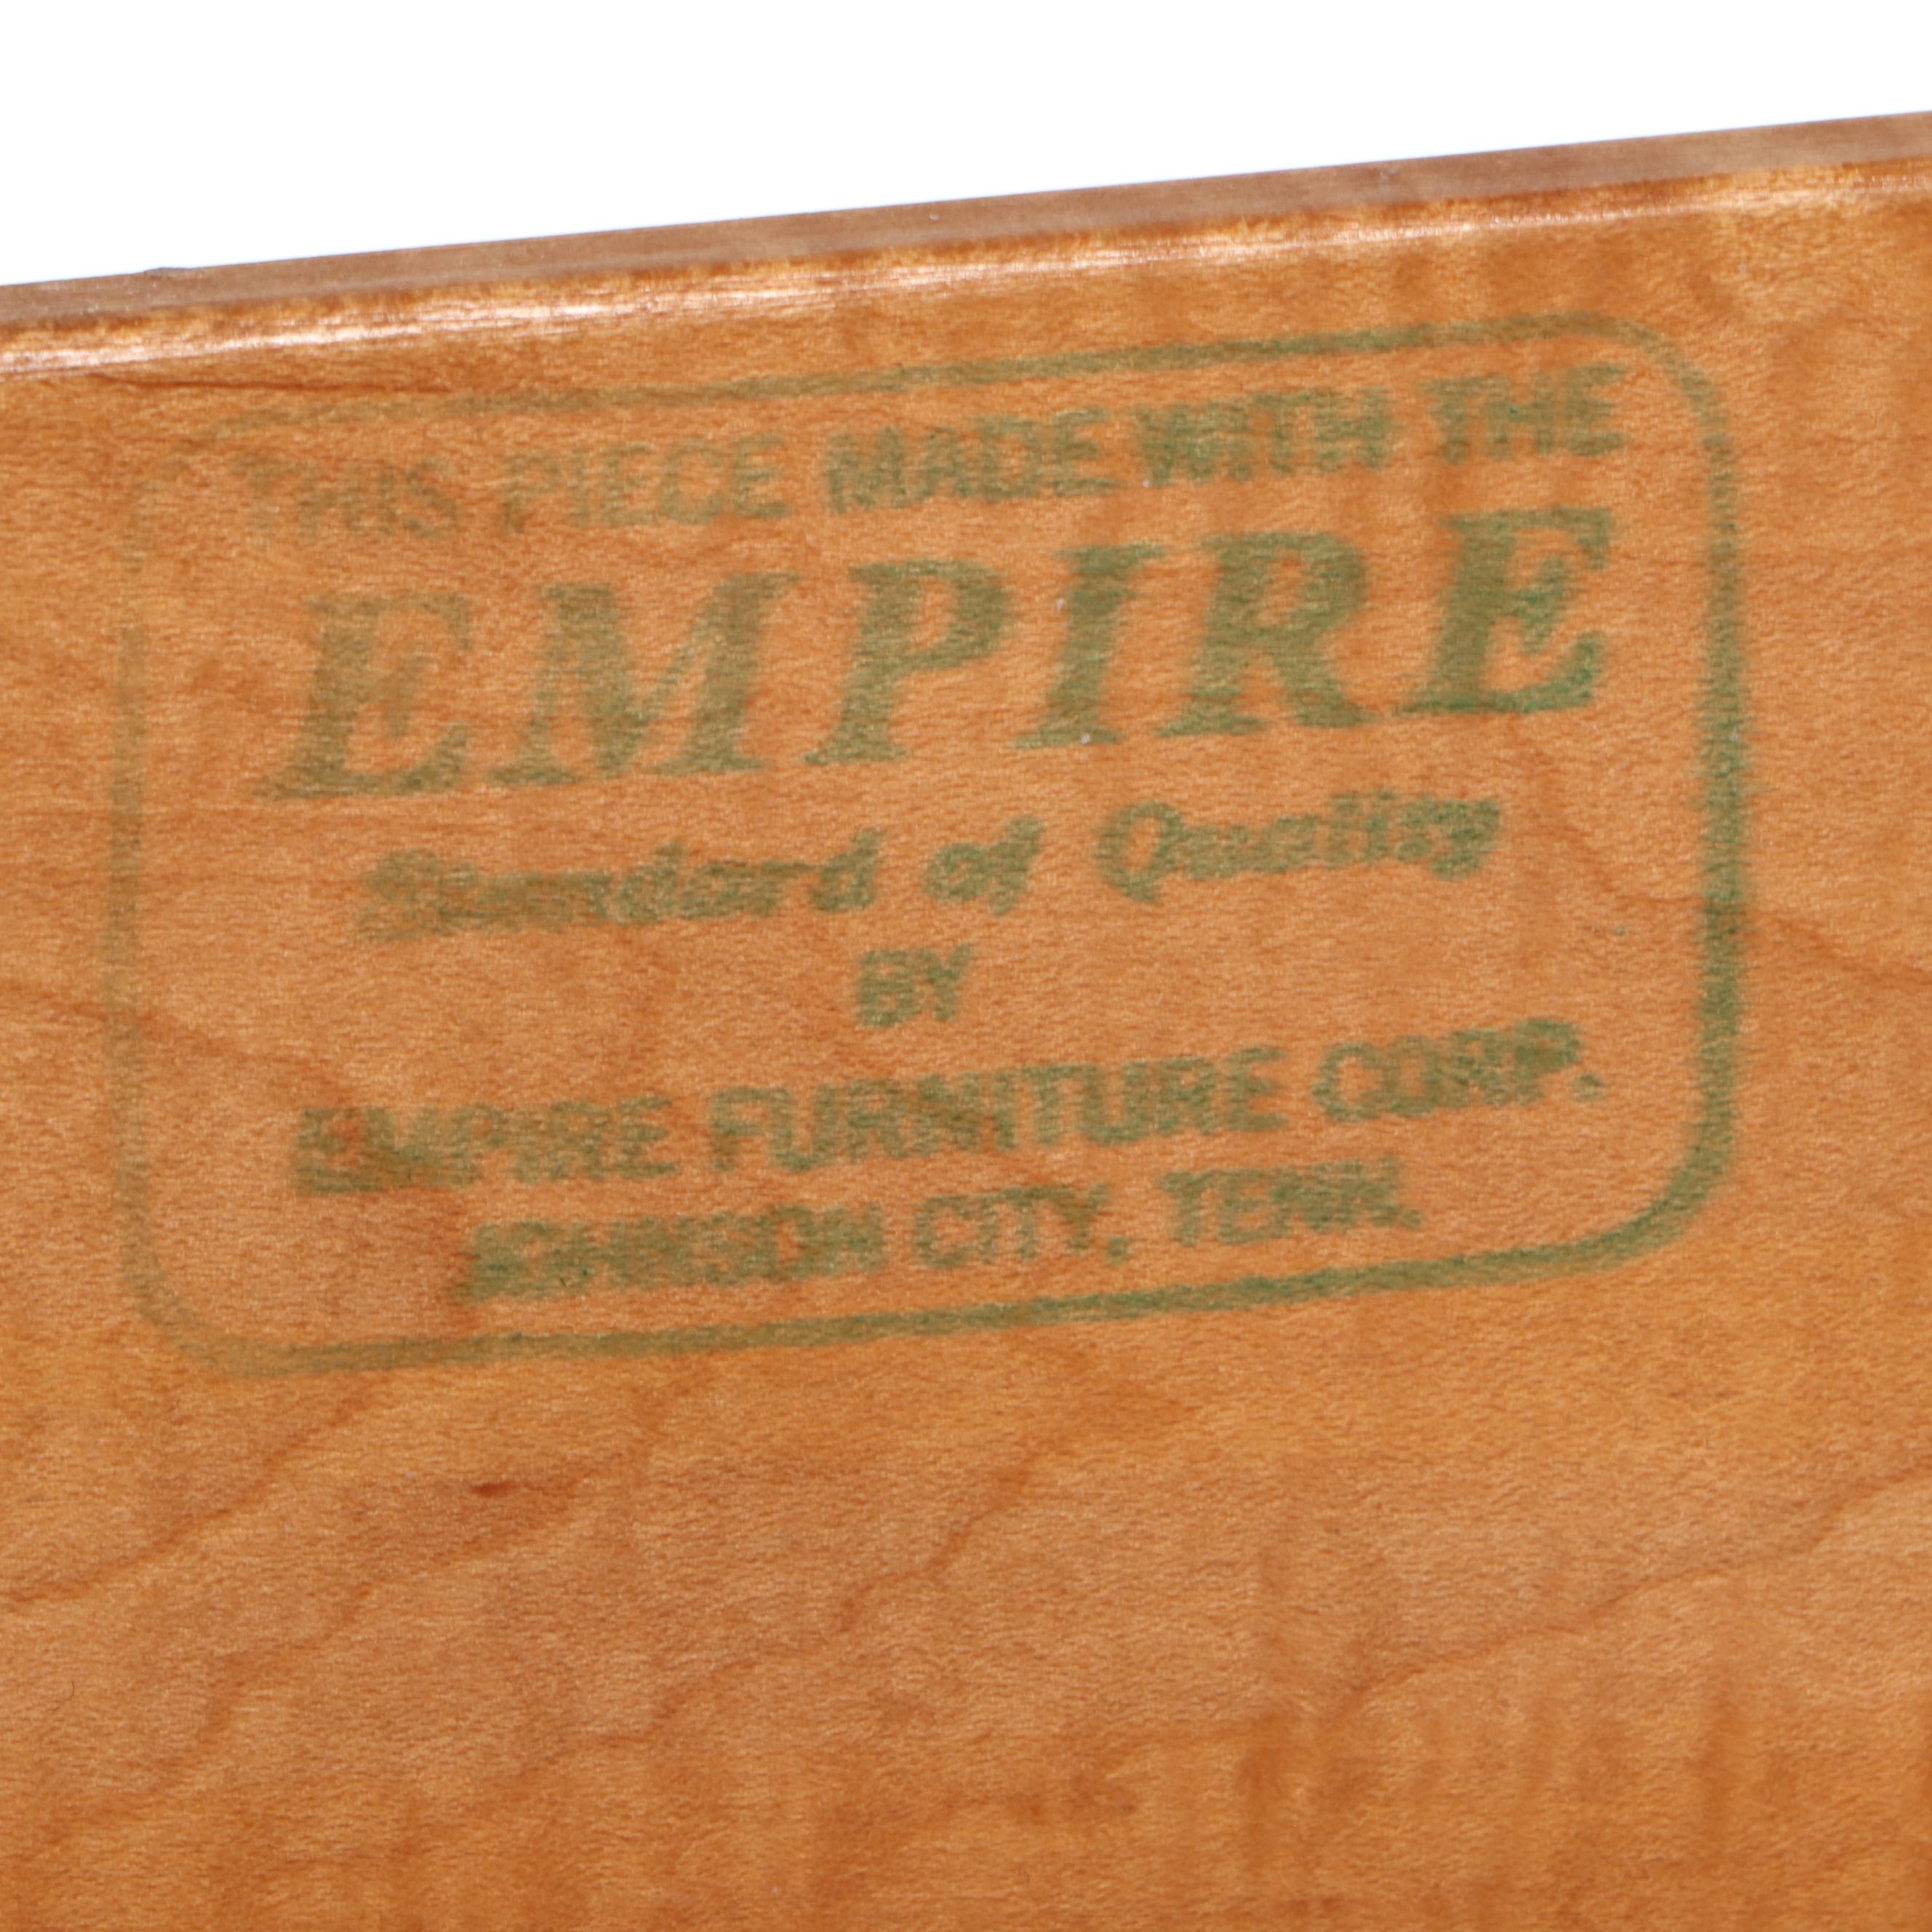 THIS PIECE MADE WITH THE
EMPIRE
Standard of Quality
BY
EMPIRE FURNITURE CORP.
JOHNSON CITY, TENN.